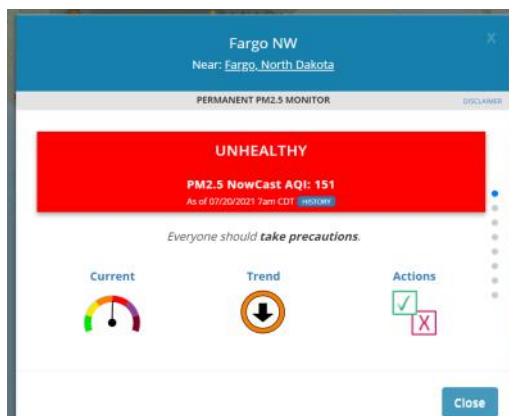 Fargo NW
X
Near: Fargo, North Dakota
PERMANENT PM2.5 MONITOR
DISCLAIMER
UNHEALTHY
PM2.5 NowCast AQI: 151
As of 07/20/2021 7am CDT HISTORY
Everyone should take precautions.
Current Trend Actions
X
Close